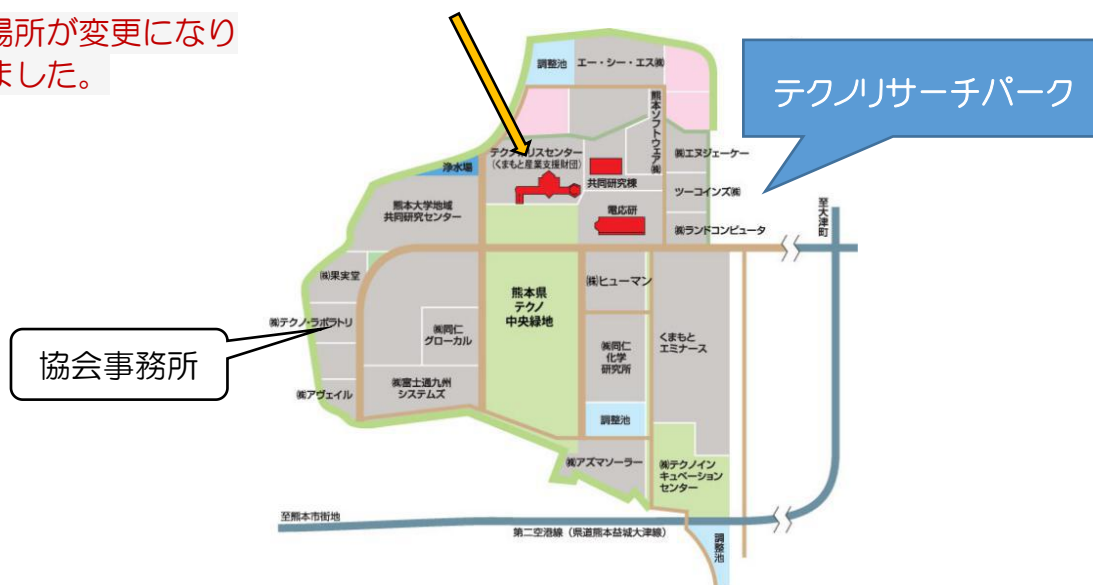 場所が変更になり
ました。
調整池
エー・シー・エス㈱
テクノリサーチパーク
熊本ソフトウェア㈱
テクノポリスセンター
(くまもと産業支援財団)
㈱エヌジェーケー
浄水場
共同研究棟
ツーコインズ㈱
熊本大学地域
共同研究センター
電応研
至大津町
㈱ランドコンピュータ
㈱果実堂
㈱ヒューマン
熊本県
テクノ
中央緑地
㈱テクノ・ラボラトリ
協会事務所
㈱同仁
グローカル
㈱同仁
化学
研究所
くまもと
エミナース
㈱アヴェイル
㈱富士通九州
システムズ
調整池
㈱アズマソーラー
㈱テクノイン
キュベーション
センター
至熊本市街地
第二空港線（県道熊本益城大津線）
調整池